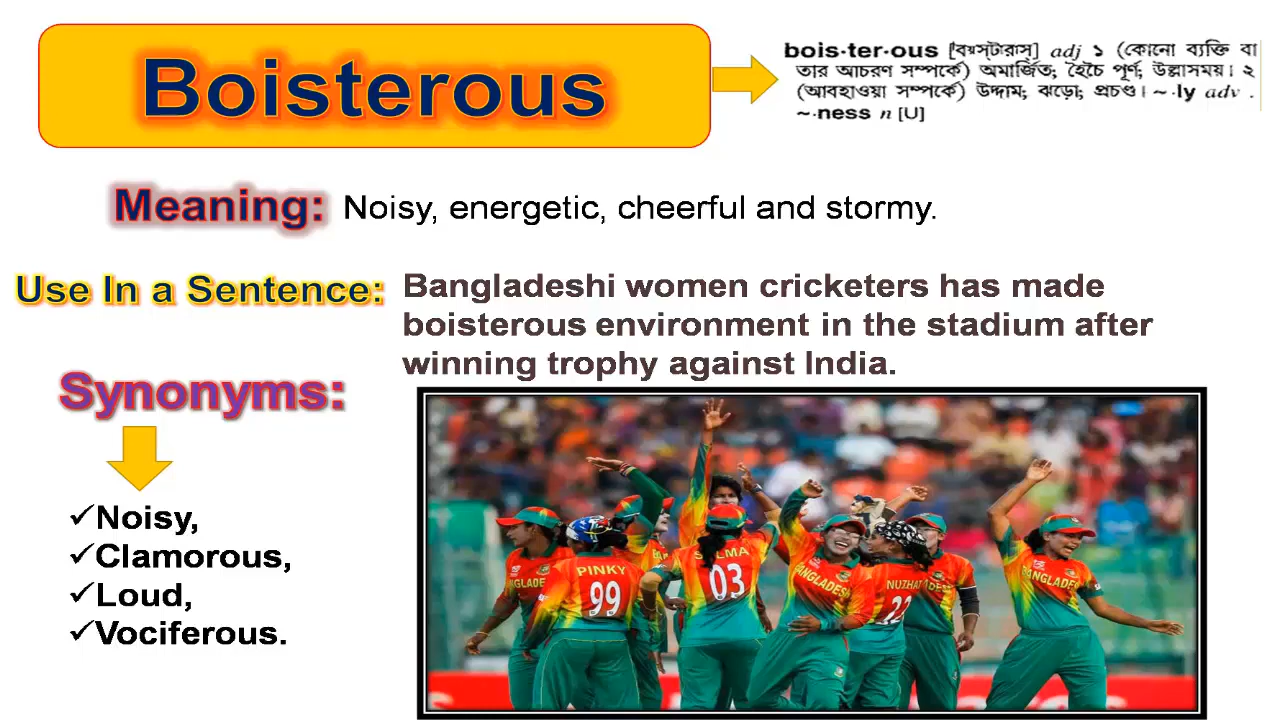 Boisterous
bois·ter·ous [বয়স্টারাস্] adj ১ (কোনো ব্যক্তি বা
তার আচরণ সম্পর্কে) অমার্জিত; হৈচৈ পূর্ণ; উল্লাসময়। ২
(আবহাওয়া সম্পর্কে) উদ্দাম; ঝড়ো; প্রচণ্ড। ~·ly adv .
~·ness n [U]
Meaning: Noisy, energetic, cheerful and stormy.
Use In a Sentence: Bangladeshi women cricketers has made
boisterous environment in the stadium after
winning trophy against India.
Synonyms:
✓Noisy,
✓Clamorous,
✓Loud,
✓Vociferous.
PINKY
99
03
BANGLADESH
NUZHAT
BANGLADESH